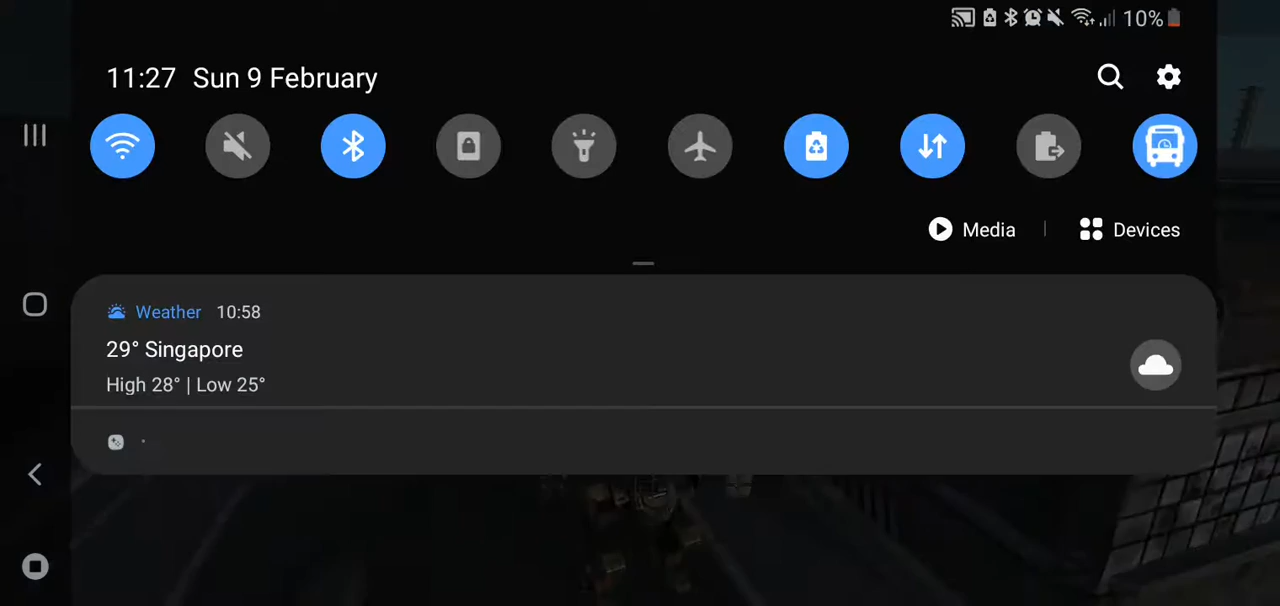 10%
11:27 Sun 9 February
Media | Devices
Weather 10:58
29° Singapore
High 28° | Low 25°